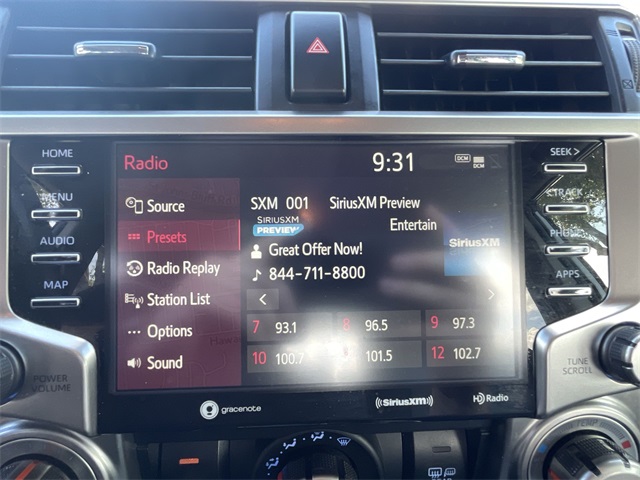 HOME
MENU
AUDIO
MAP
POWER
VOLUME
Radio
9:31
DCM
DCM
Source
Presets
Radio Replay
Station List
Options
Sound
SXM 001 SiriusXM Preview
SIRIUSXM
PREVIEW
Entertain
Great Offer Now!
844-711-8800
SiriusXM
7 93.1
8 96.5
9 97.3
10 100.7
101.5
12 102.7
gracenote
SiriusXM
HD Radio
SEEK >
TRACK
PHONE
APPS
TUNE
SCROLL